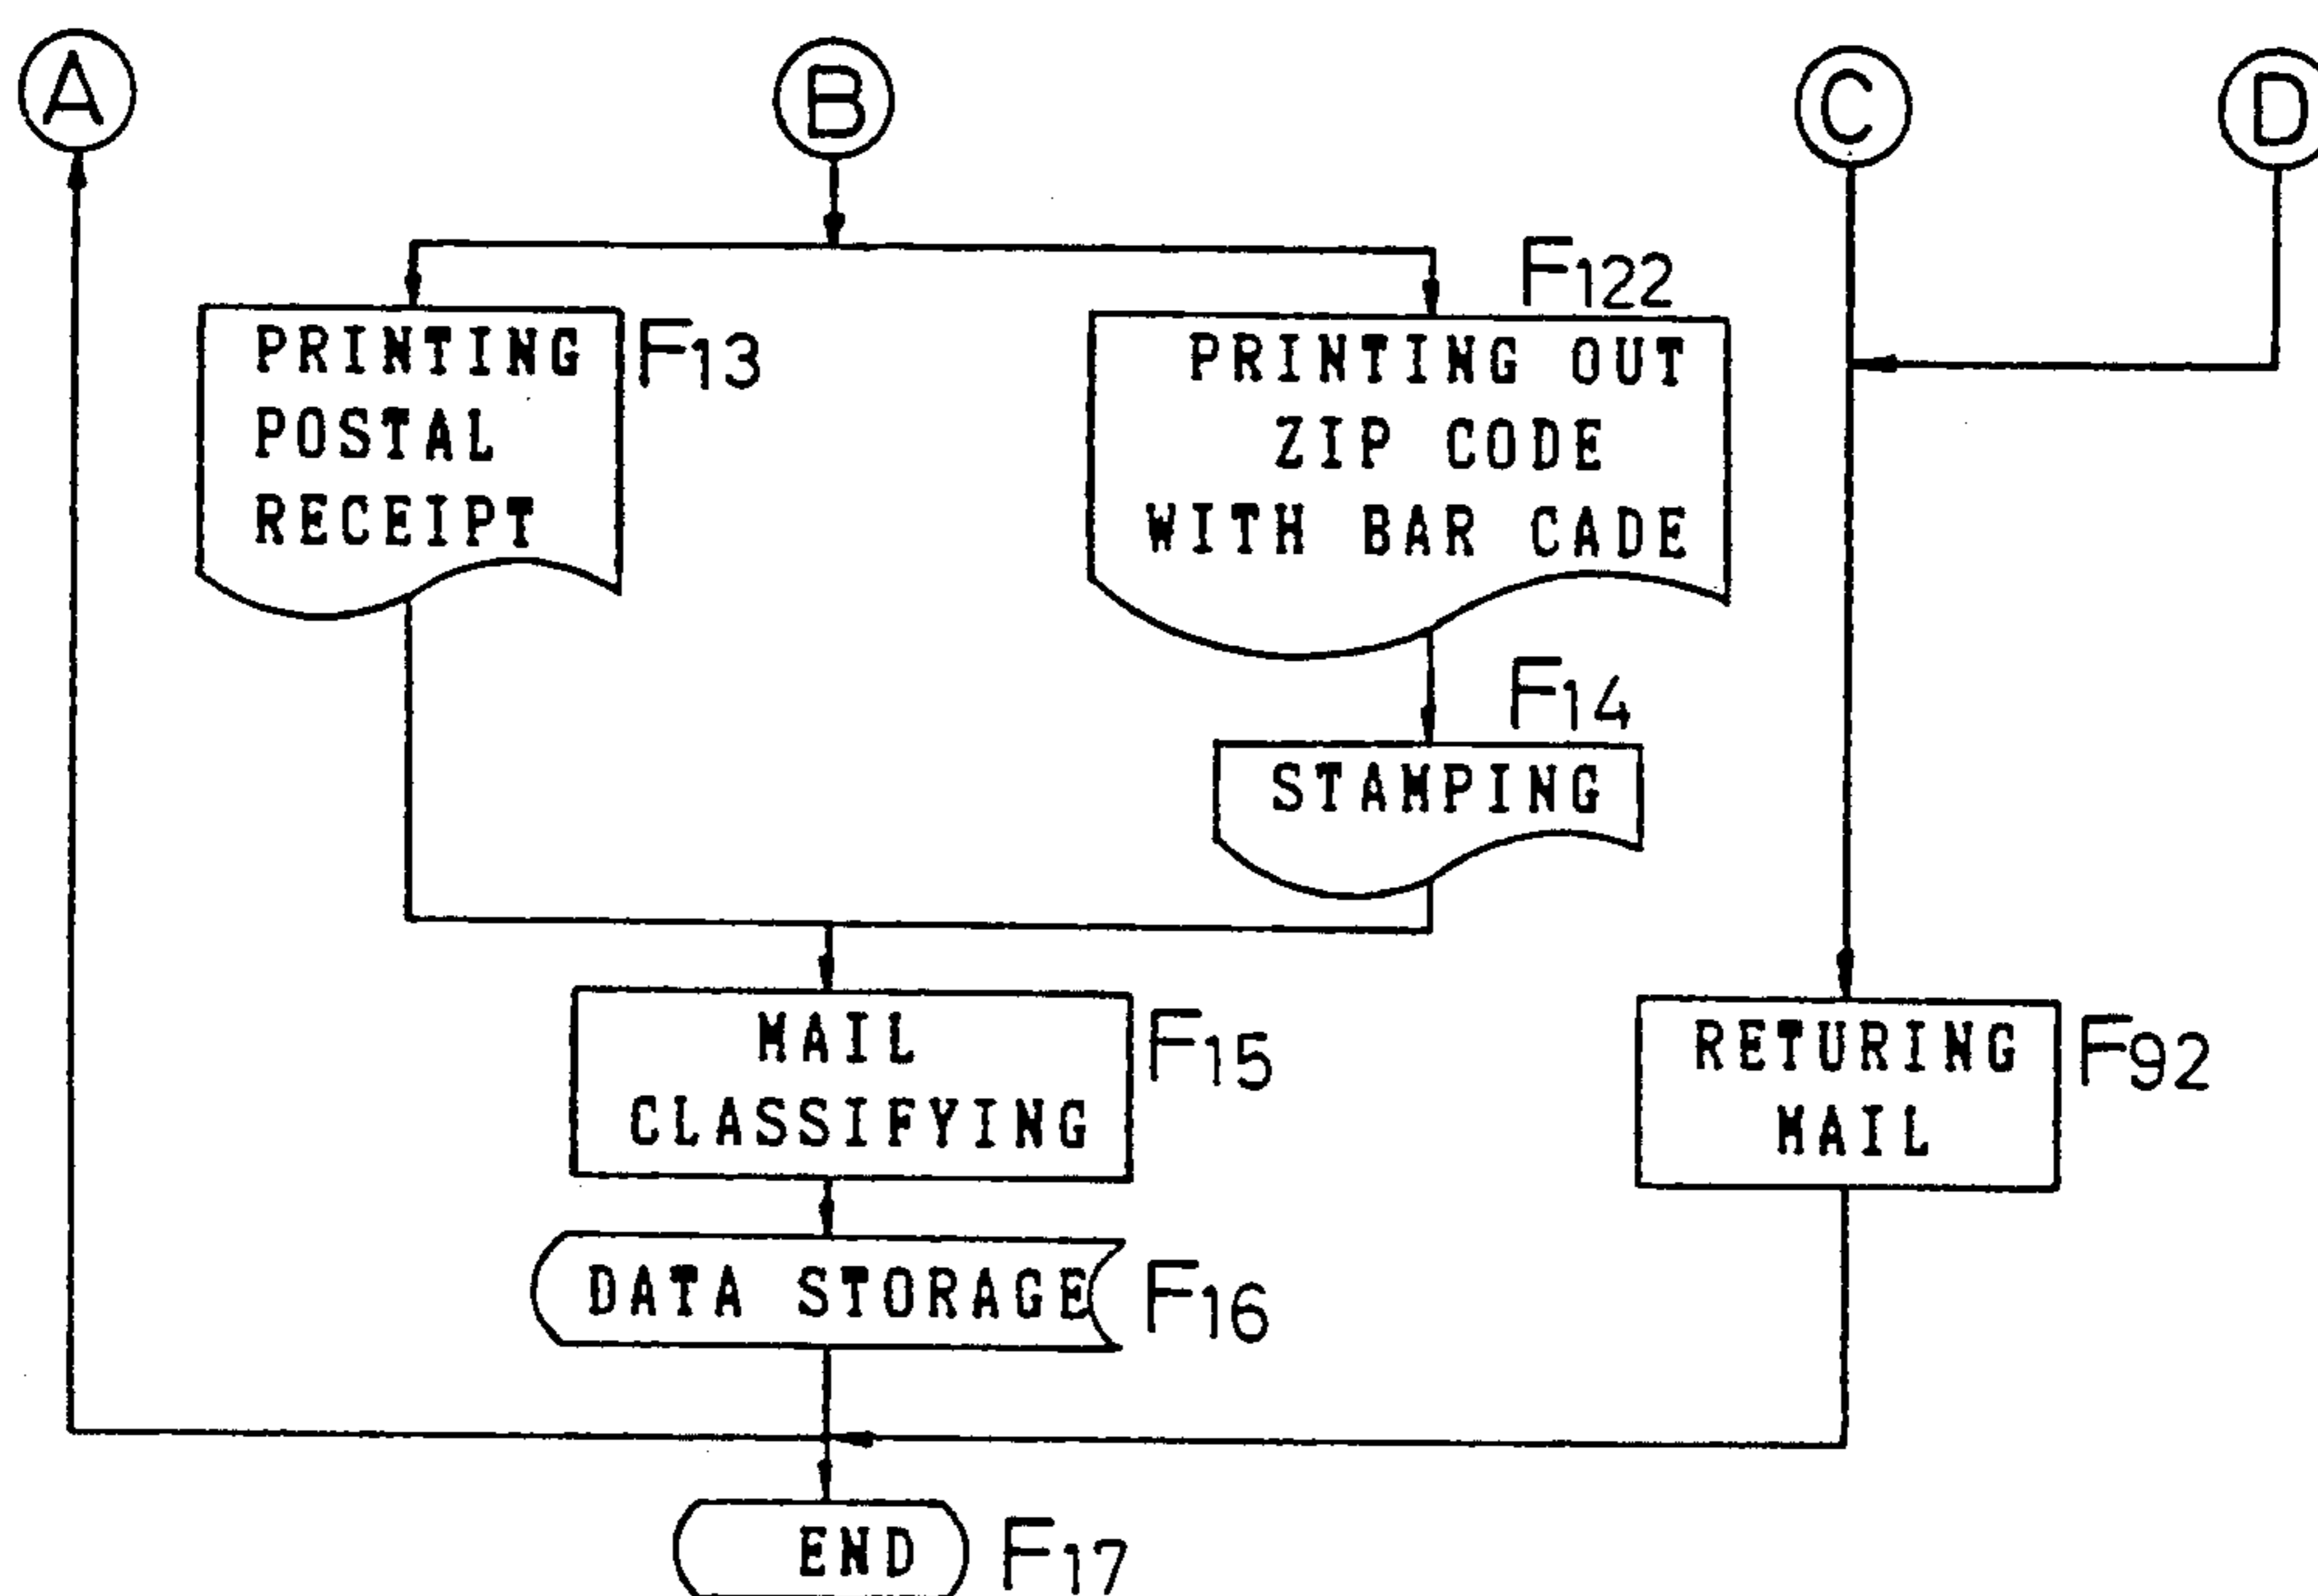 A
B
C
D
F122
PRINTING
POSTAL
RECEIPT
F13
PRINTING OUT
ZIP CODE
WITH BAR CADE
F14
STAMPING
MAIL
CLASSIFYING
F15
RETURING
MAIL
F92
DATA STORAGE
F16
END
F17